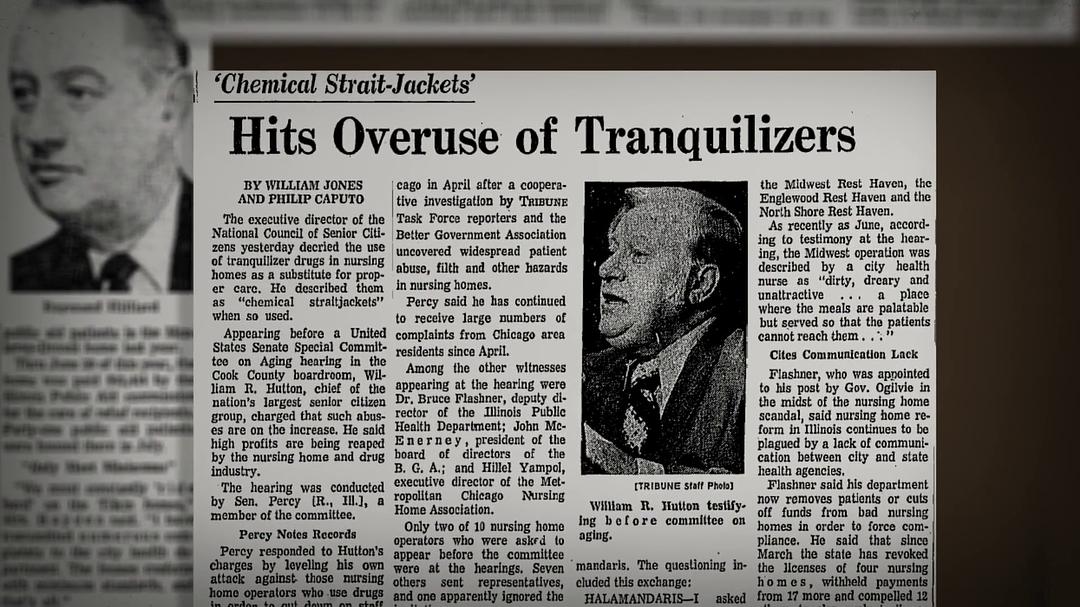 'Chemical Strait-Jackets'
Hits Overuse of Tranquilizers
BY WILLIAM JONES
AND PHILIP CAPUTO
The executive director of the
National Council of Senior Citi-
zens yesterday decried the use
of tranquilizer drugs in nursing
homes as a substitute for prop-
er care. He described them
as "chemical straitjackets"
when so used.
Appearing before a United
States Senate Special Commit-
tee on Aging hearing in the
Cook County boardroom, Wil-
liam R. Hutton, chief of the
nation's largest senior citizen
group, charged that such abus-
es are on the increase. He said
high profits are being reaped
by the nursing home and drug
industry.
The hearing was conducted
by Sen. Percy [R., Ill.], a
member of the committee.
Percy Notes Records
Percy responded to Hutton's
charges by leveling his own
attack against those nursing
home operators who use drugs
in order to cut down on staff
cago in April after a coopera-
tive investigation by TRIBUNE
Task Force reporters and the
Better Government Association
uncovered widespread patient
abuse, filth and other hazards
in nursing homes.
Percy said he has continued
to receive large numbers of
complaints from Chicago area
residents since April.
Among the other witnesses
appearing at the hearing were
Dr. Bruce Flashner, deputy di-
rector of the Illinois Public
Health Department; John Mc-
Enerney, president of the
board of directors of the
B. G. A.; and Hillel Yampol,
executive director of the Met-
ropolitan Chicago Nursing
Home Association.
Only two of 10 nursing home
operators who were asked to
appear before the committee
were at the hearings. Seven
others sent representatives,
and one apparently ignored the
[TRIBUNE Staff Photo]
William R. Hutton testify-
ing before committee on
aging.
mandaris. The questioning in-
cluded this exchange:
HALAMANDARIS—I asked
the Midwest Rest Haven, the
Englewood Rest Haven and the
North Shore Rest Haven.
As recently as June, accord-
ing to testimony at the hear-
ing, the Midwest operation was
described by a city health
nurse as "dirty, dreary and
unattractive . . . a place
where the meals are palatable
but served so that the patients
cannot reach them . . ."
Cites Communication Lack
Flashner, who was appointed
to his post by Gov. Ogilvie in
the midst of the nursing home
scandal, said nursing home re-
form in Illinois continues to be
plagued by a lack of communi-
cation between city and state
health agencies.
Flashner said his department
now removes patients or cuts
off funds from bad nursing
homes in order to force com-
pliance. He said that since
March the state has revoked
the licenses of four nursing
homes, withheld payments
from 17 more and compelled 12